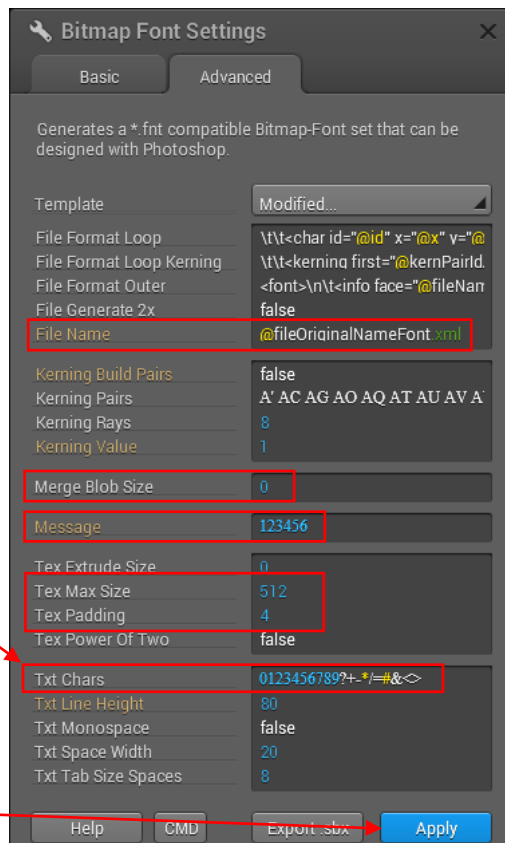 Bitmap Font Settings
Basic Advanced
Generates a *.fnt compatible Bitmap-Font set that can be
designed with Photoshop.
Template Modified...
File Format Loop \t\t<char id="@id" x="@x" y="@
File Format Loop Kerning \t\t<kerning first="@kernPairId.
File Format Outer <font>\n\t<info face="@fileNam
File Generate 2x false
File Name @fileOriginalNameFont.xml
Kerning Build Pairs false
Kerning Pairs A' AC AG AO AQ AT AU AV A
Kerning Rays 8
Kerning Value 1
Merge Blob Size 0
Message 123456
Tex Extrude Size 0
Tex Max Size 512
Tex Padding 4
Tex Power Of Two false
Txt Chars 0123456789?+-*/=#&<>
Txt Line Height 80
Txt Monospace false
Txt Space Width 20
Txt Tab Size Spaces 8
Help CMD Export .sbx Apply